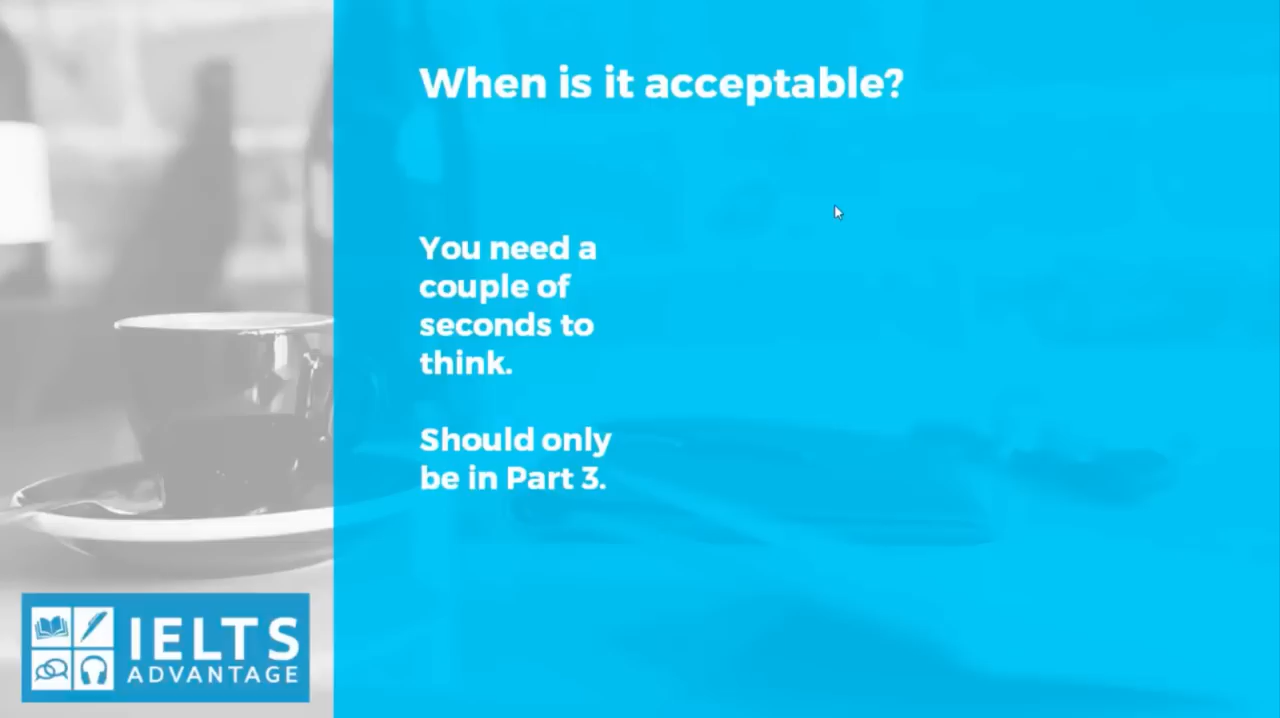 When is it acceptable?
You need a
couple of
seconds to
think.
Should only
be in Part 3.
IELTS
ADVANTAGE